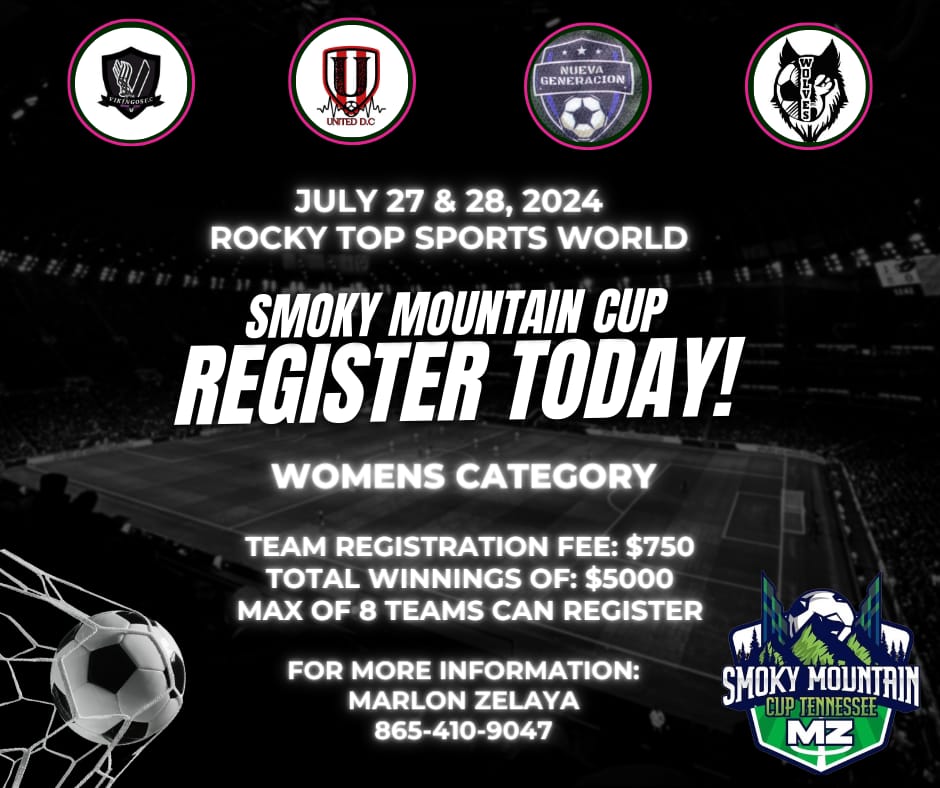 VIKINGOS F.C
U
UNITED D.C
NUEVA
GENERACION
WOLVES
JULY 27 & 28, 2024
ROCKY TOP SPORTS WORLD
SMOKY MOUNTAIN CUP
REGISTER TODAY!
WOMENS CATEGORY
TEAM REGISTRATION FEE: $750
TOTAL WINNINGS OF: $5000
MAX OF 8 TEAMS CAN REGISTER
FOR MORE INFORMATION:
MARLON ZELAYA
865-410-9047
SMOKY MOUNTAIN
CUP TENNESSEE
MZ